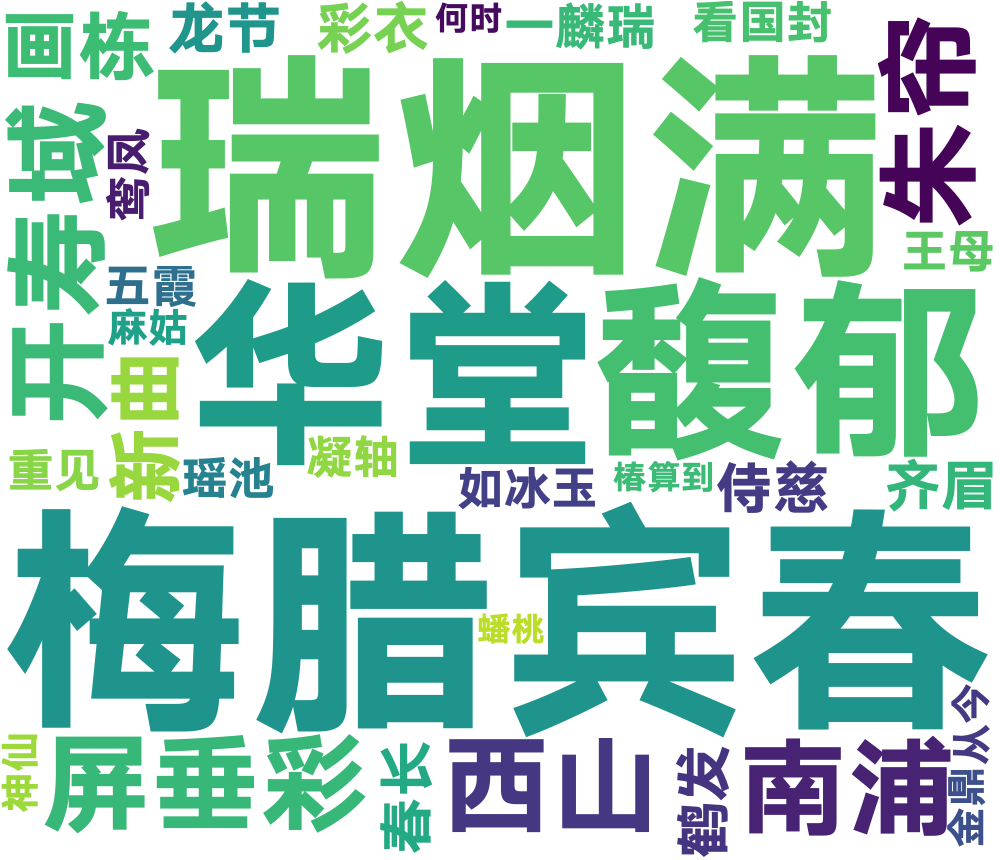 画栋
龙节
彩衣
何时
一麟瑞
看国封
朱帘
瑞烟满
寿域
鸾凤
王母
五霞
麻姑
华堂
馥郁
开
新曲
重见
瑶池
凝轴
如冰玉
椿算到
侍慈
齐眉
梅腊宾春
蟠桃
神仙
屏垂彩
春长
西山
鹤发
南浦
金鼎
从今